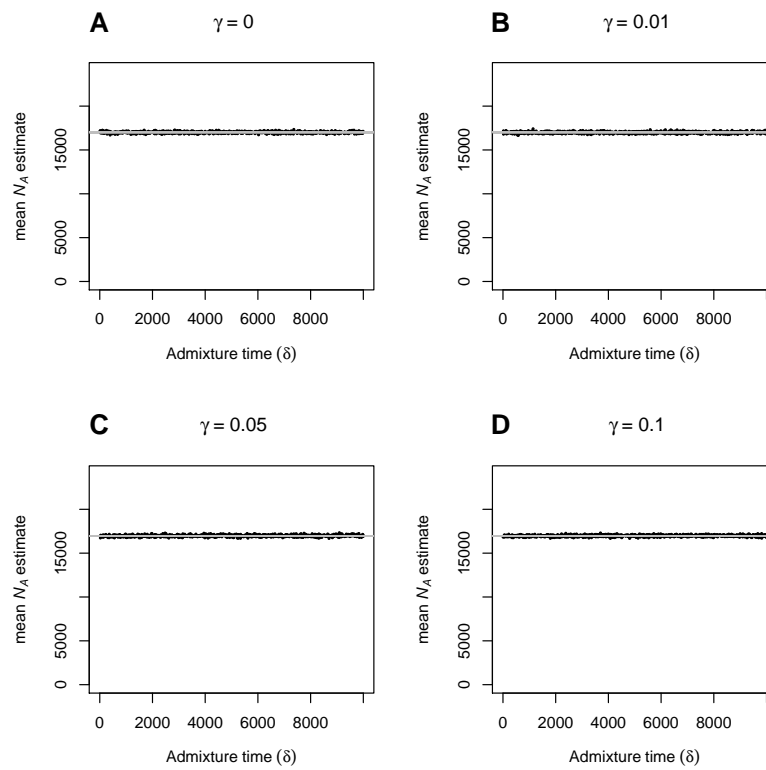 A
γ = 0
mean N_A estimate
0 5000 15000
0 2000 4000 6000 8000
Admixture time (δ)
B
γ = 0.01
mean N_A estimate
0 5000 15000
0 2000 4000 6000 8000
Admixture time (δ)
C
γ = 0.05
mean N_A estimate
0 5000 15000
0 2000 4000 6000 8000
Admixture time (δ)
D
γ = 0.1
mean N_A estimate
0 5000 15000
0 2000 4000 6000 8000
Admixture time (δ)